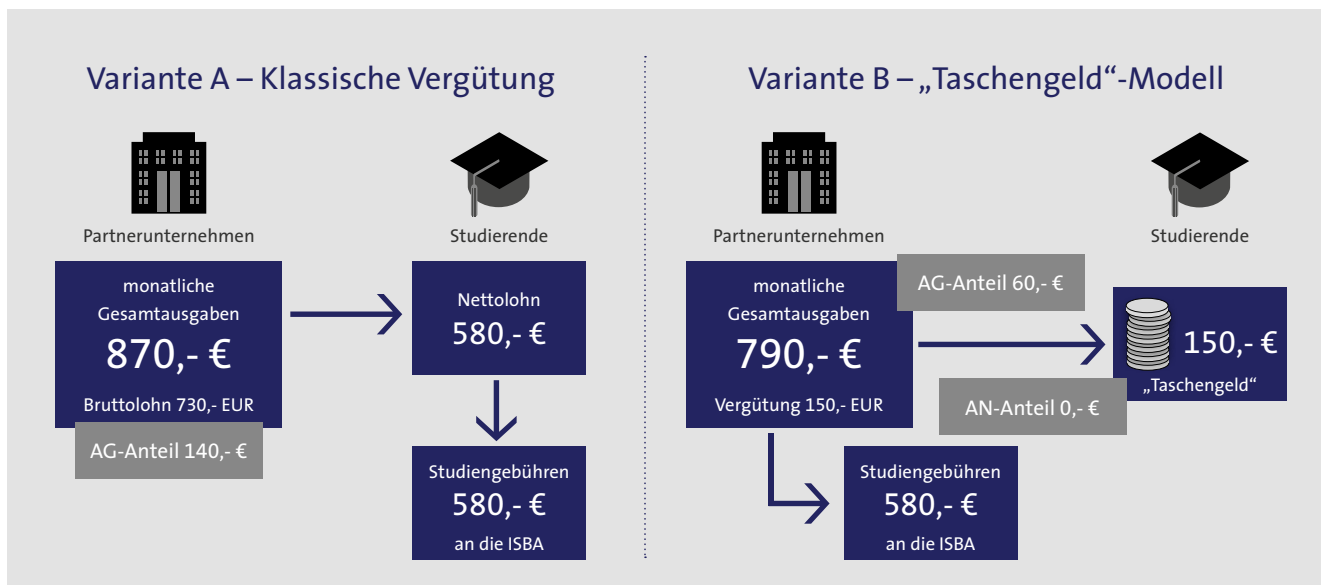 Variante A – Klassische Vergütung
Partnerunternehmen
Studierende
monatliche
Gesamtausgaben
870,- €
Bruttolohn 730,- EUR
AG-Anteil 140,- €
Nettolohn
580,- €
Studiengebühren
580,- €
an die ISBA
Variante B – „Taschengeld“-Modell
Partnerunternehmen
Studierende
monatliche
Gesamtausgaben
790,- €
Vergütung 150,- EUR
AG-Anteil 60,- €
AN-Anteil 0,- €
150,- €
„Taschengeld“
Studiengebühren
580,- €
an die ISBA